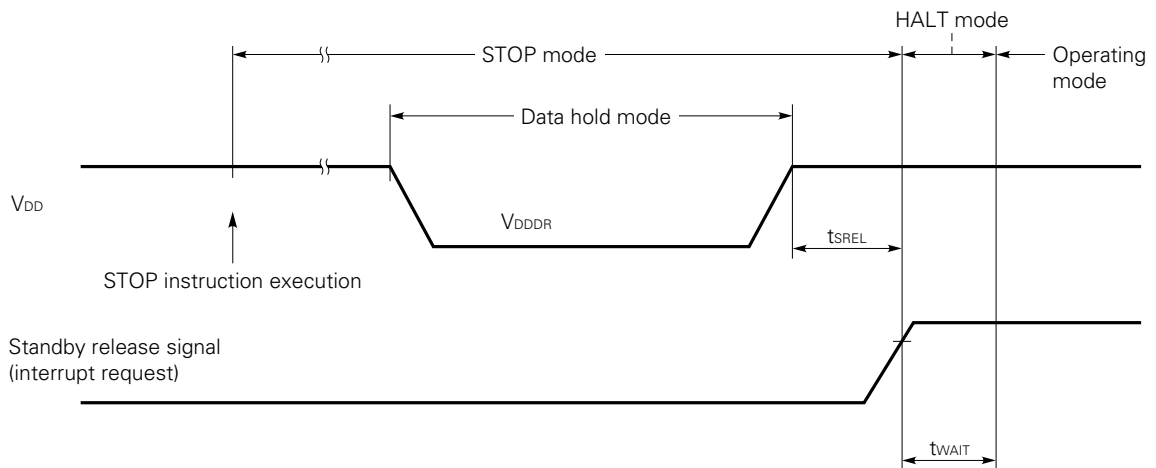 HALT mode
STOP mode
Operating
mode
Data hold mode
VDD
VDDDR
tSREL
STOP instruction execution
Standby release signal
(interrupt request)
tWAIT